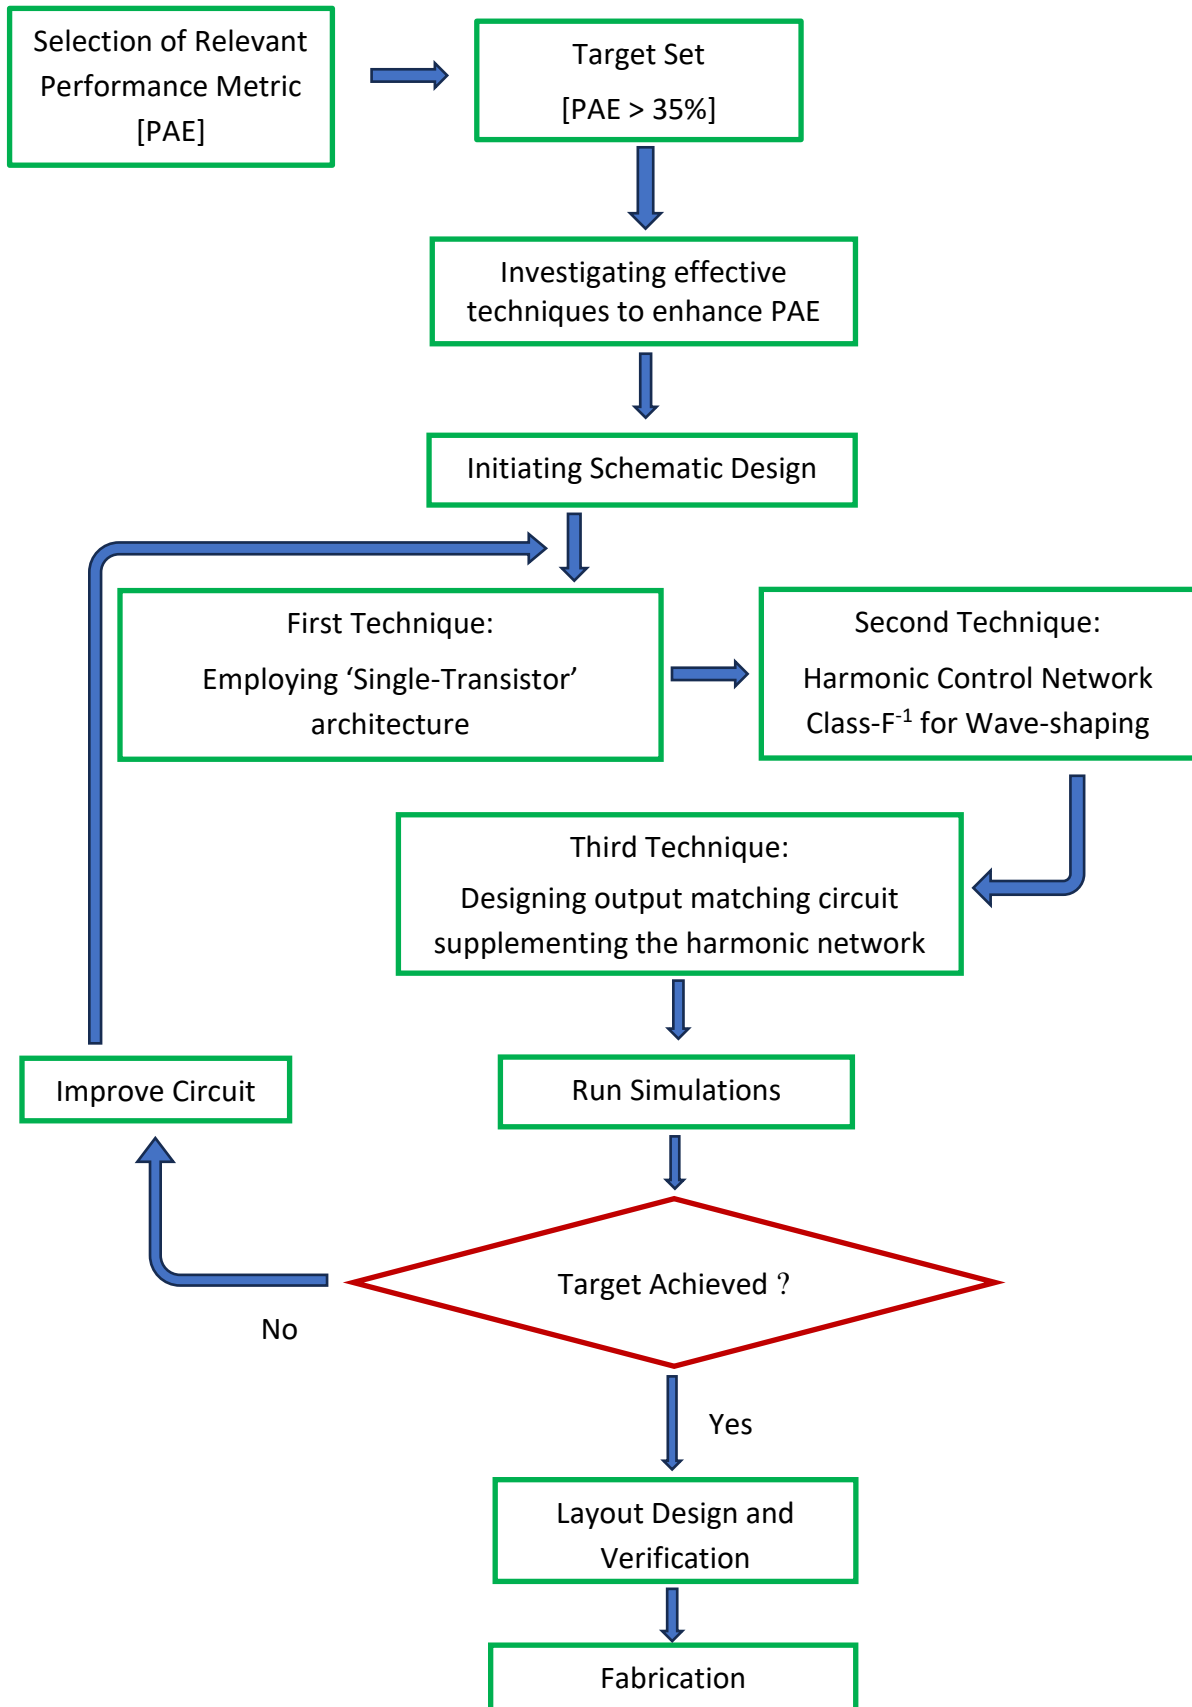 Selection of Relevant
Performance Metric
[PAE]
Target Set
[PAE > 35%]
Investigating effective
techniques to enhance PAE
Initiating Schematic Design
First Technique:
Employing ‘Single-Transistor’
architecture
Second Technique:
Harmonic Control Network
Class-F⁻¹ for Wave-shaping
Third Technique:
Designing output matching circuit
supplementing the harmonic network
Improve Circuit
Run Simulations
Target Achieved ?
No
Yes
Layout Design and
Verification
Fabrication